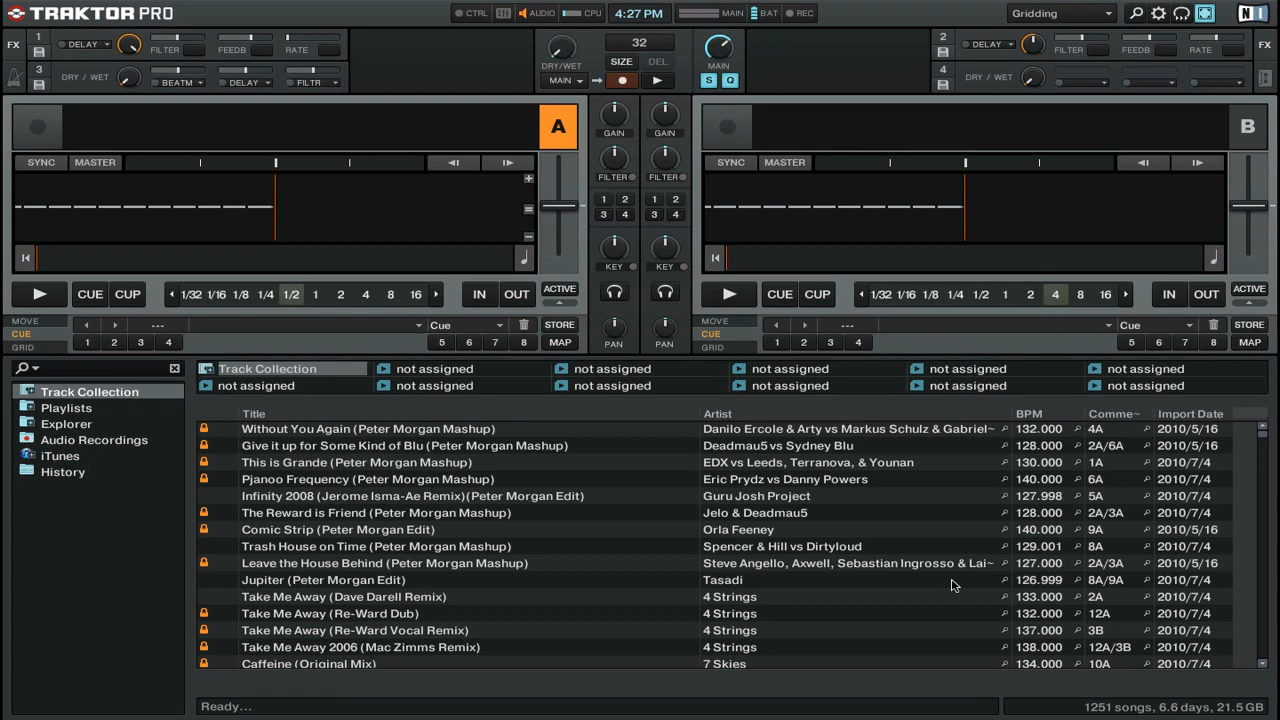 TRAKTOR PRO CTRL AUDIO CPU 4:27 PM MAIN BAT REC Gridding
FX 1 DELAY FILTER FEEDB RATE
3 DRY / WET BEATM DELAY FILTR
32
DRY/WET SIZE DEL MAIN
MAIN S Q
2 DELAY FILTER FEEDB RATE FX
4 DRY / WET
A
SYNC MASTER
CUE CUP 1/32 1/16 1/8 1/4 1/2 1 2 4 8 16 IN OUT ACTIVE
MOVE
CUE --- Cue STORE
GRID 1 2 3 4 5 6 7 8 MAP
GAIN GAIN
FILTER FILTER
1 2 1 2
3 4 3 4
KEY KEY
PAN PAN
B
SYNC MASTER
CUE CUP 1/32 1/16 1/8 1/4 1/2 1 2 4 8 16 IN OUT ACTIVE
MOVE
CUE --- Cue STORE
GRID 1 2 3 4 5 6 7 8 MAP
Track Collection
Playlists
Explorer
Audio Recordings
iTunes
History
Track Collection not assigned not assigned not assigned not assigned not assigned
not assigned not assigned not assigned not assigned not assigned not assigned
Title Artist BPM Comme~ Import Date
Without You Again (Peter Morgan Mashup) Danilo Ercole & Arty vs Markus Schulz & Gabriel~ 132.000 4A 2010/5/16
Give it up for Some Kind of Blu (Peter Morgan Mashup) Deadmau5 vs Sydney Blu 128.000 2A/6A 2010/5/16
This is Grande (Peter Morgan Mashup) EDX vs Leeds, Terranova, & Younan 130.000 1A 2010/7/4
Pjanoo Frequency (Peter Morgan Mashup) Eric Prydz vs Danny Powers 140.000 6A 2010/7/4
Infinity 2008 (Jerome Isma-Ae Remix)(Peter Morgan Edit) Guru Josh Project 127.998 5A 2010/7/4
The Reward is Friend (Peter Morgan Mashup) Jelo & Deadmau5 128.000 2A/3A 2010/7/4
Comic Strip (Peter Morgan Edit) Orla Feeney 140.000 9A 2010/5/16
Trash House on Time (Peter Morgan Mashup) Spencer & Hill vs Dirtyloud 129.001 8A 2010/7/4
Leave the House Behind (Peter Morgan Mashup) Steve Angello, Axwell, Sebastian Ingrosso & Lai~ 127.000 2A/3A 2010/5/16
Jupiter (Peter Morgan Edit) Tasadi 126.999 8A/9A 2010/7/4
Take Me Away (Dave Darell Remix) 4 Strings 133.000 2A 2010/7/4
Take Me Away (Re-Ward Dub) 4 Strings 132.000 12A 2010/7/4
Take Me Away (Re-Ward Vocal Remix) 4 Strings 137.000 3B 2010/7/4
Take Me Away 2006 (Mac Zimms Remix) 4 Strings 138.000 12A/3B 2010/7/4
Caffeine (Original Mix) 7 Skies 134.000 10A 2010/7/4
Ready... 1251 songs, 6.6 days, 21.5GB